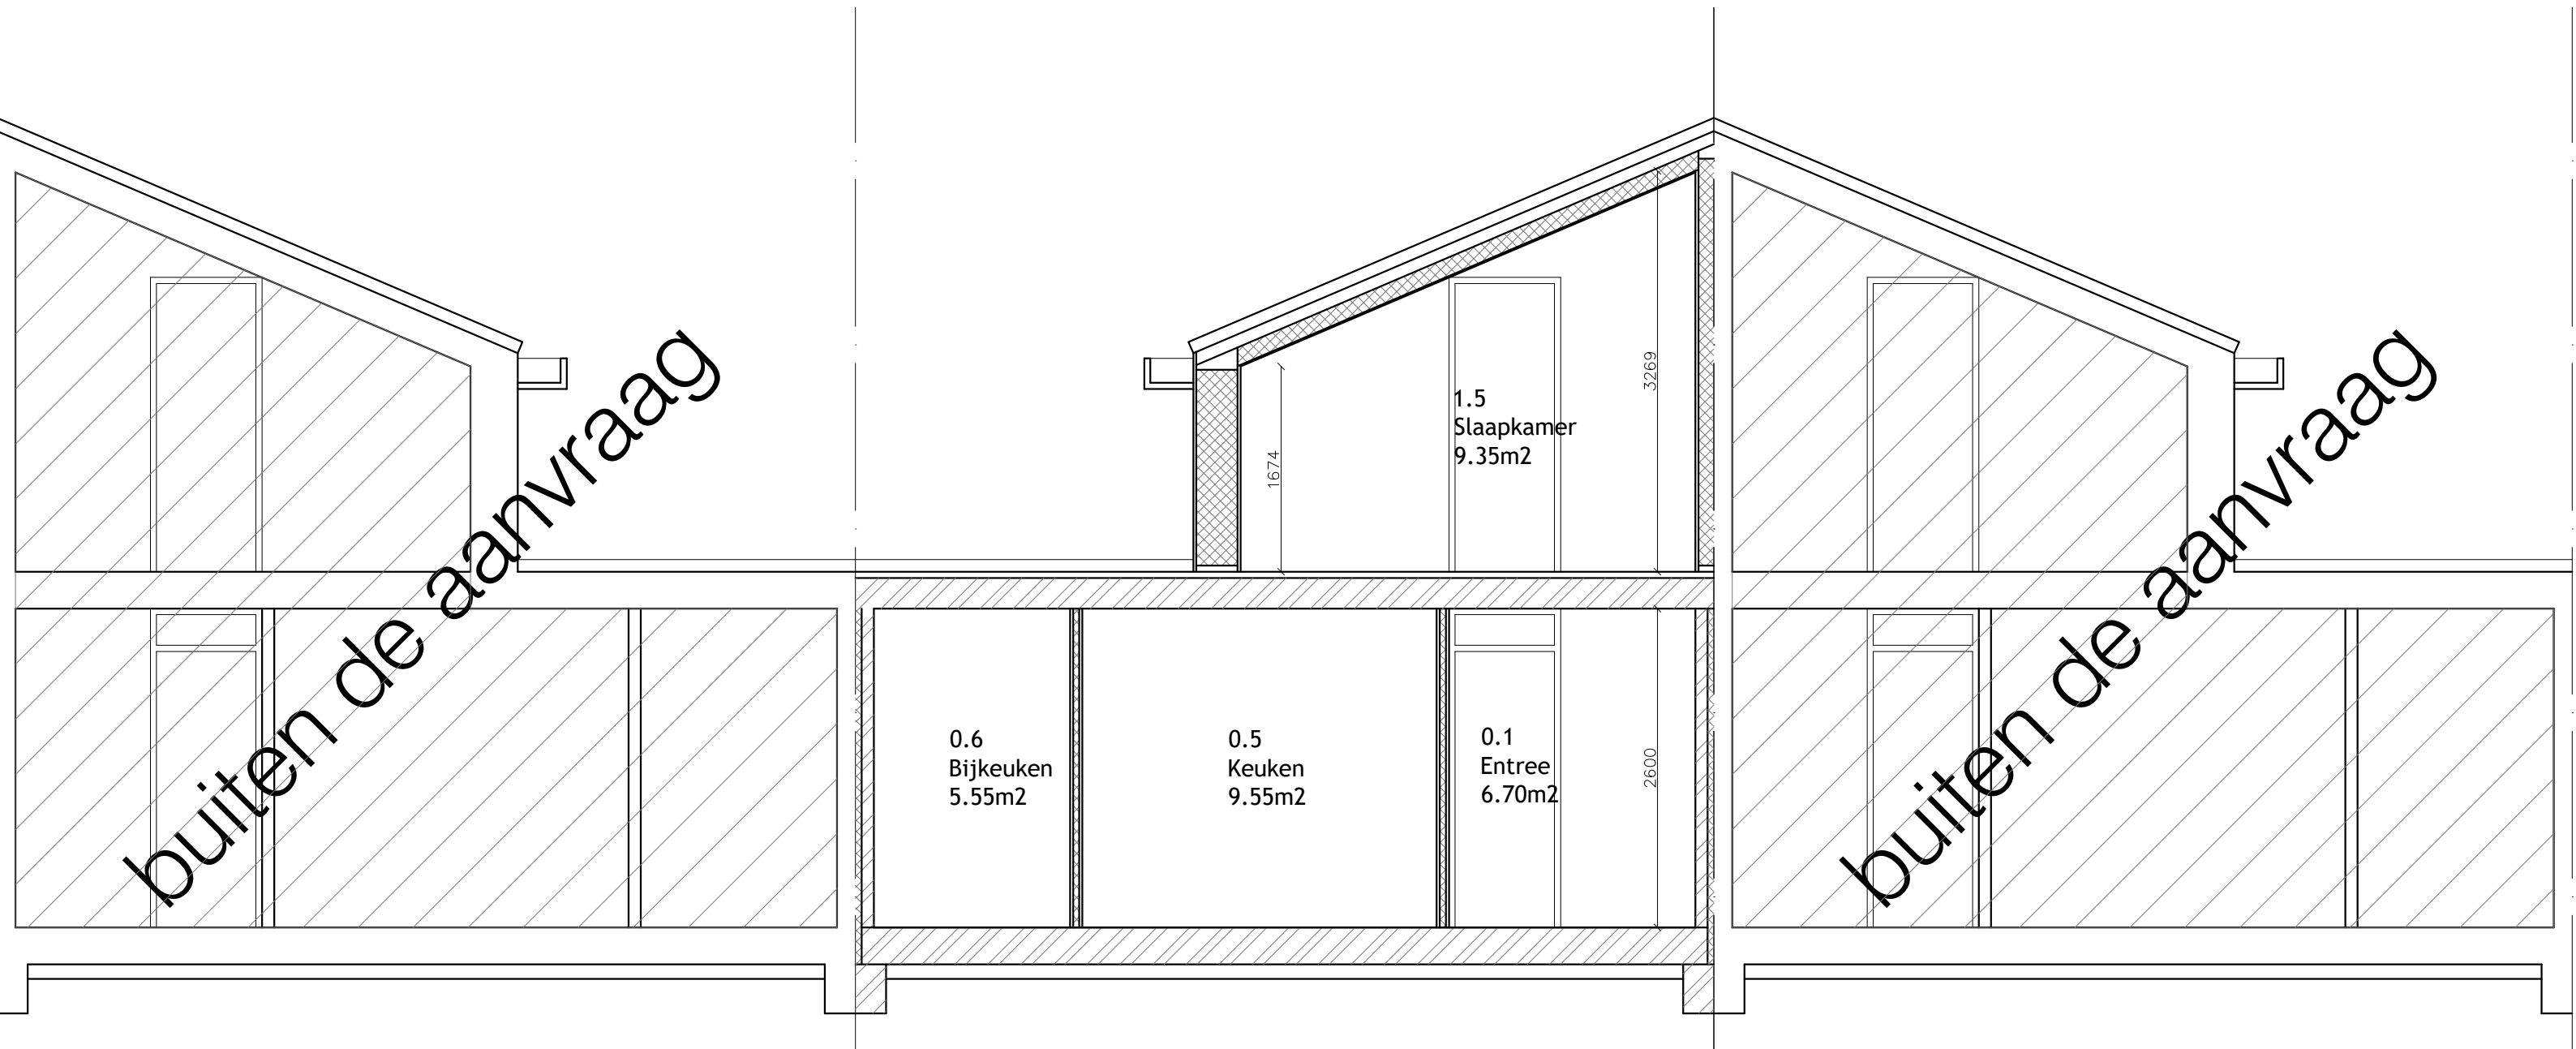 buiten de aanvraag
1674
1.5
Slaapkamer
9.35m2
3269
buiten de aanvraag
0.6
Bijkeuken
5.55m2
0.5
Keuken
9.55m2
0.1
Entree
6.70m2
2600